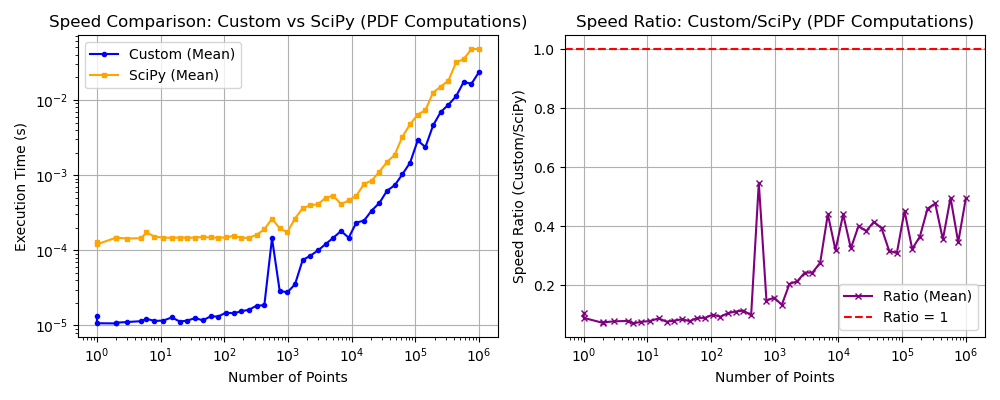 Speed Comparison: Custom vs SciPy (PDF Computations)
Custom (Mean)
SciPy (Mean)
Execution Time (s)
10⁻²
10⁻³
10⁻⁴
10⁻⁵
10⁰ 10¹ 10² 10³ 10⁴ 10⁵ 10⁶
Number of Points
Speed Ratio: Custom/SciPy (PDF Computations)
Speed Ratio (Custom/SciPy)
1.0
0.8
0.6
0.4
0.2
Ratio (Mean)
Ratio = 1
10⁰ 10¹ 10² 10³ 10⁴ 10⁵ 10⁶
Number of Points